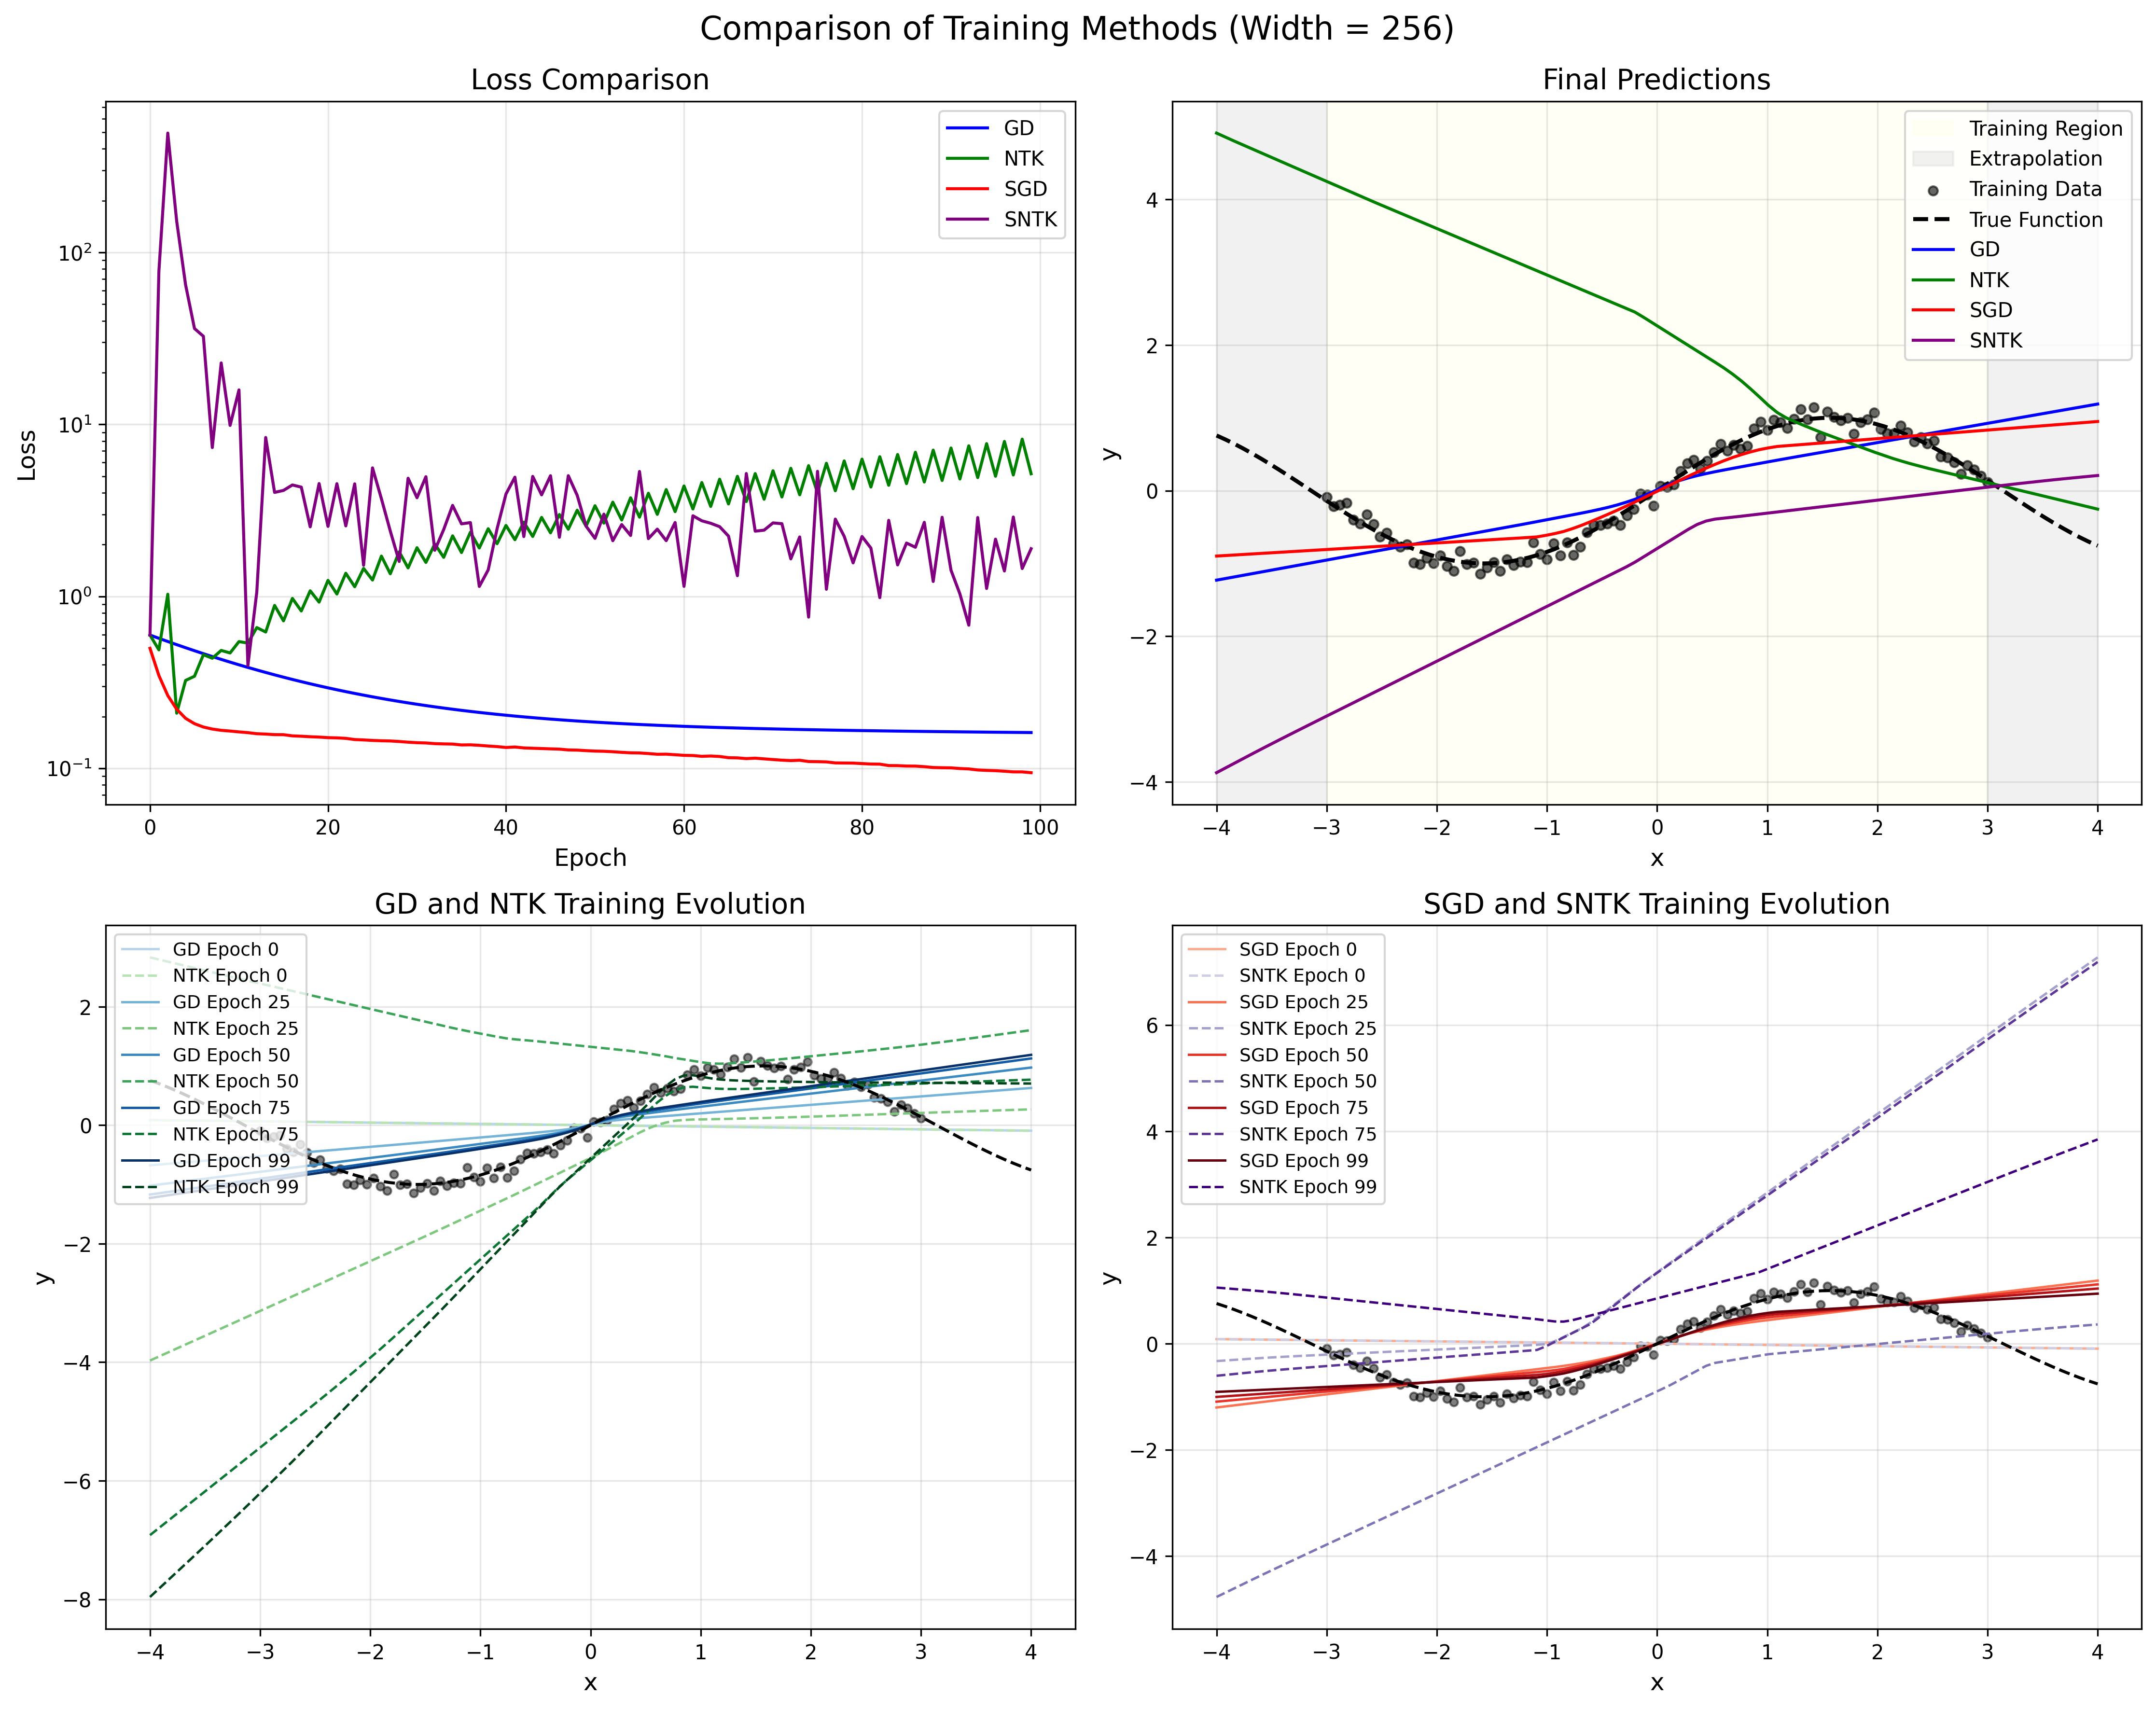 Comparison of Training Methods (Width = 256)
Loss Comparison
GD
NTK
SGD
SNTK
10²
10¹
10⁰
10⁻¹
Loss
0 20 40 60 80 100
Epoch
Final Predictions
Training Region
Extrapolation
Training Data
True Function
GD
NTK
SGD
SNTK
4
2
0
−2
−4
y
−4 −3 −2 −1 0 1 2 3 4
x
GD and NTK Training Evolution
GD Epoch 0
NTK Epoch 0
GD Epoch 25
NTK Epoch 25
GD Epoch 50
NTK Epoch 50
GD Epoch 75
NTK Epoch 75
GD Epoch 99
NTK Epoch 99
2
0
−2
−4
−6
−8
y
−4 −3 −2 −1 0 1 2 3 4
x
SGD and SNTK Training Evolution
SGD Epoch 0
SNTK Epoch 0
SGD Epoch 25
SNTK Epoch 25
SGD Epoch 50
SNTK Epoch 50
SGD Epoch 75
SNTK Epoch 75
SGD Epoch 99
SNTK Epoch 99
6
4
2
0
−2
−4
y
−4 −3 −2 −1 0 1 2 3 4
x